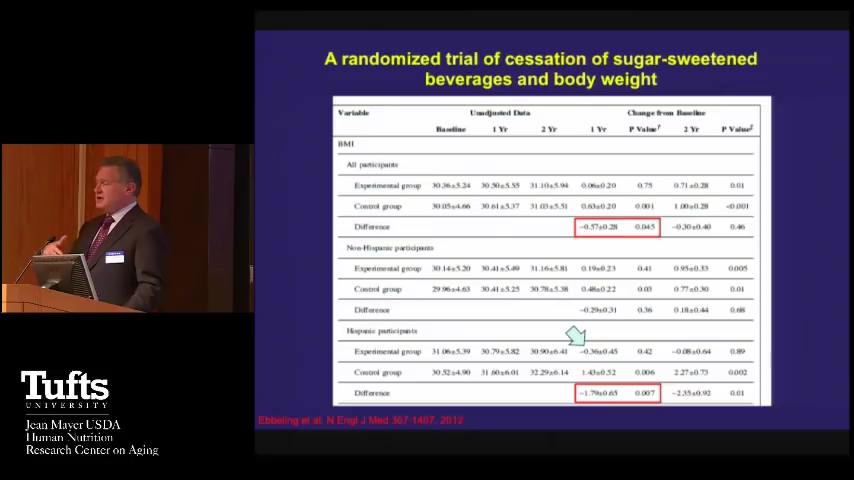 A randomized trial of cessation of sugar-sweetened
beverages and body weight
Variable Unadjusted Data Change from Baseline
Baseline 1 Yr 2 Yr 1 Yr P Value† 2 Yr P Value‡
BMI
All participants
Experimental group 30.36±5.24 30.50±5.55 31.10±5.94 0.06±0.20 0.75 0.71±0.28 0.01
Control group 30.05±4.66 30.61±5.37 31.03±5.51 0.63±0.20 0.001 1.00±0.28 <0.001
Difference −0.57±0.28 0.045 −0.30±0.40 0.46
Non-Hispanic participants
Experimental group 30.14±5.20 30.41±5.49 31.16±5.81 0.19±0.23 0.41 0.95±0.33 0.005
Control group 29.96±4.63 30.41±5.25 30.78±5.38 0.48±0.22 0.03 0.77±0.30 0.01
Difference −0.29±0.31 0.36 0.18±0.44 0.68
Hispanic participants
Experimental group 31.06±5.39 30.79±5.82 30.90±6.41 −0.36±0.45 0.42 −0.08±0.64 0.89
Control group 30.52±4.90 31.60±6.01 32.29±6.14 1.43±0.52 0.006 2.27±0.73 0.002
Difference −1.79±0.65 0.007 −2.35±0.92 0.01
Ebbeling et al. N Engl J Med 367:1407, 2012
Tufts
UNIVERSITY
Jean Mayer USDA
Human Nutrition
Research Center on Aging